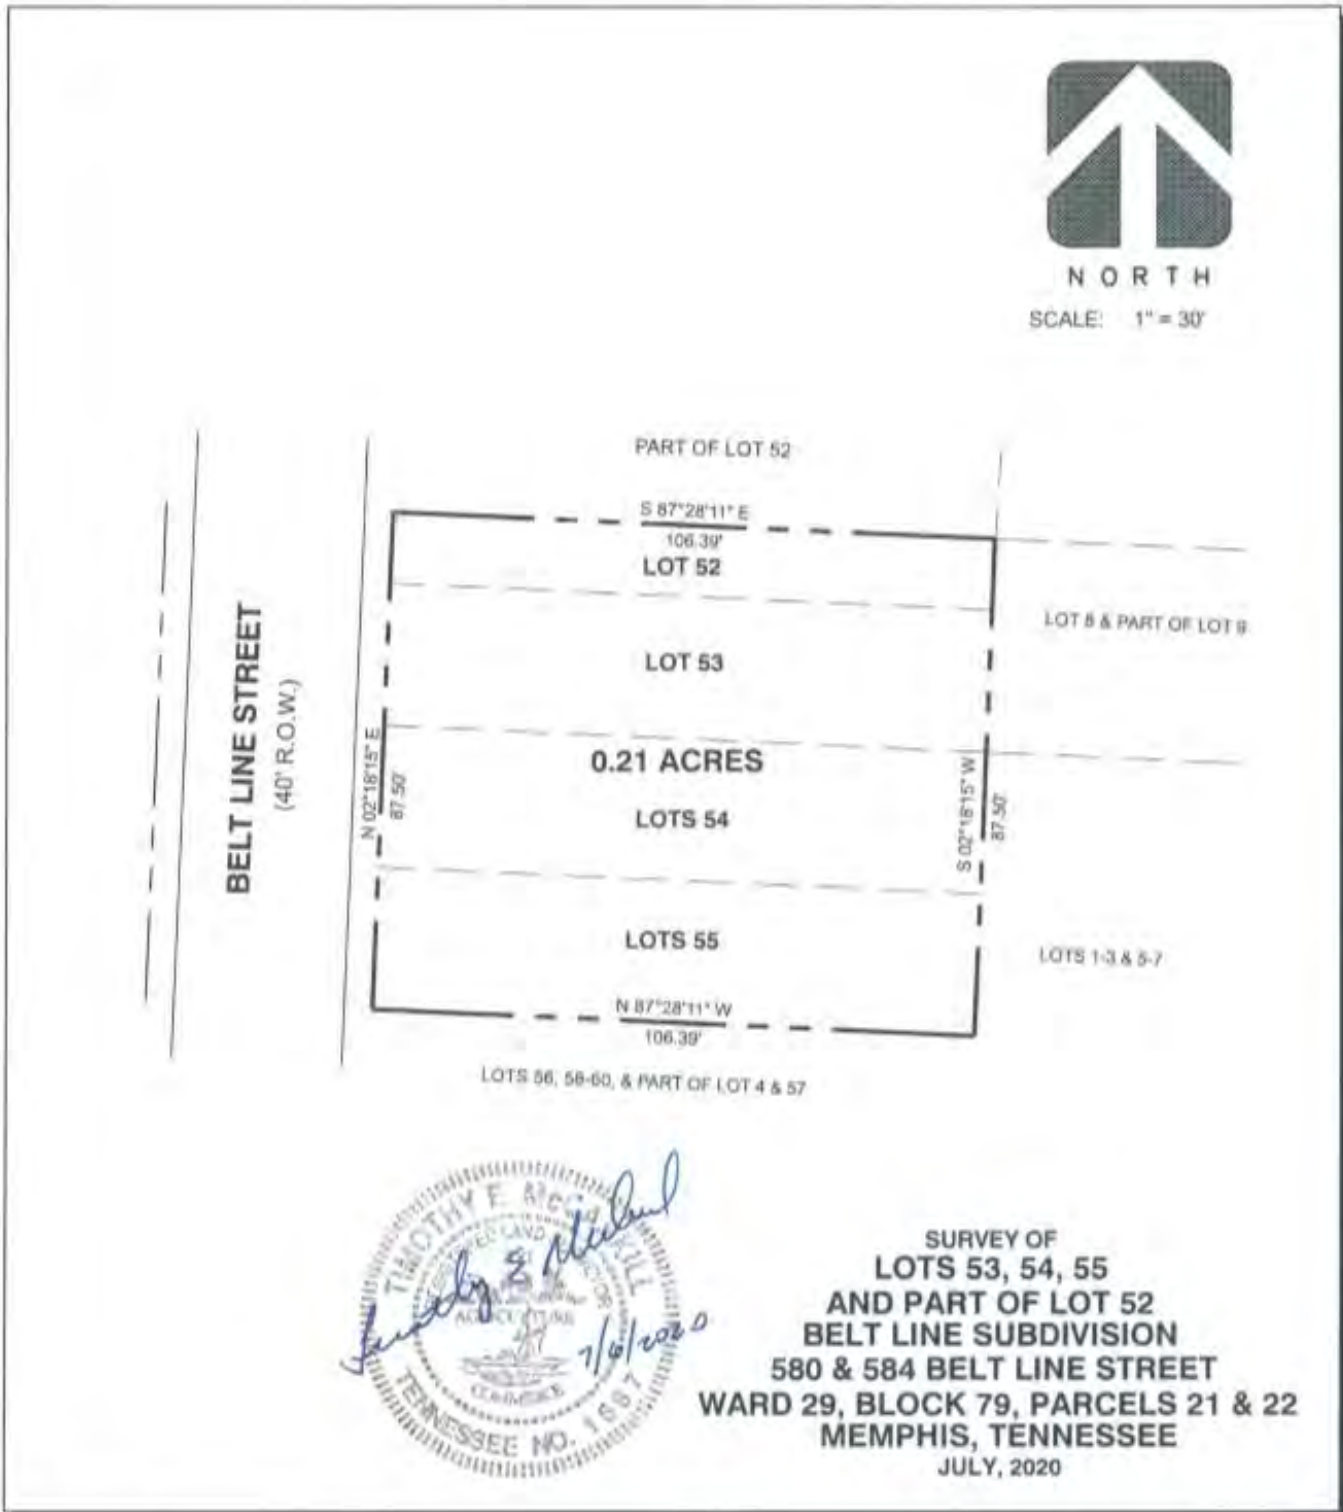 NORTH
SCALE: 1" = 30'
PART OF LOT 52
S 87°28'11" E
106.39'
LOT 52
LOT 8 & PART OF LOT 9
LOT 53
BELT LINE STREET
(40' R.O.W.)
N 02°18'15" E
87.50'
0.21 ACRES
S 02°18'15" W
87.50'
LOTS 54
LOTS 55
LOTS 1-3 & 5-7
N 87°28'11" W
106.39'
LOTS 56, 58-60, & PART OF LOT 4 & 57
TIMOTHY E
AGRICULTURE
COMMERCE
TENNESSEE NO. 1667
7/6/2020
SURVEY OF
LOTS 53, 54, 55
AND PART OF LOT 52
BELT LINE SUBDIVISION
580 & 584 BELT LINE STREET
WARD 29, BLOCK 79, PARCELS 21 & 22
MEMPHIS, TENNESSEE
JULY, 2020